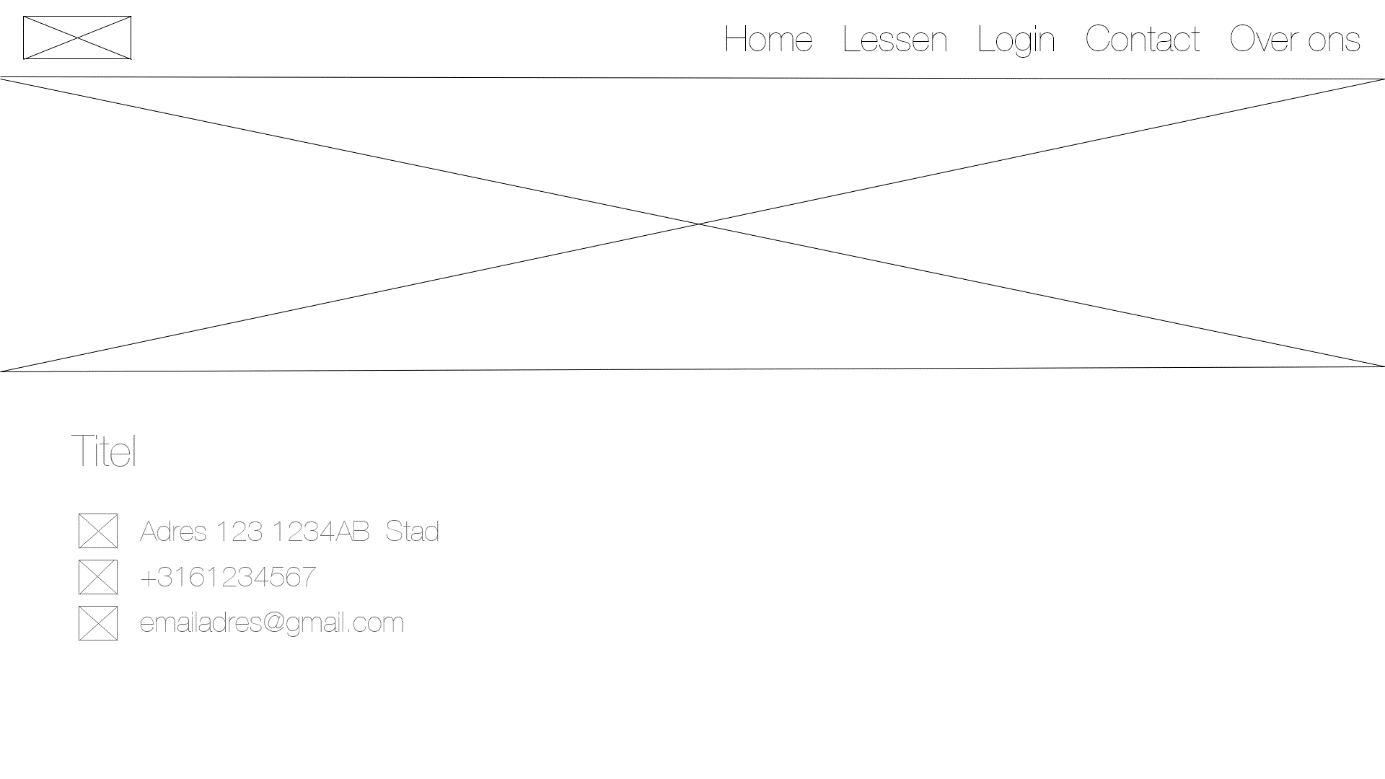 Home Lessen Login Contact Over ons
Titel
Adres 123 1234AB Stad
+3161234567
emailadres@gmail.com